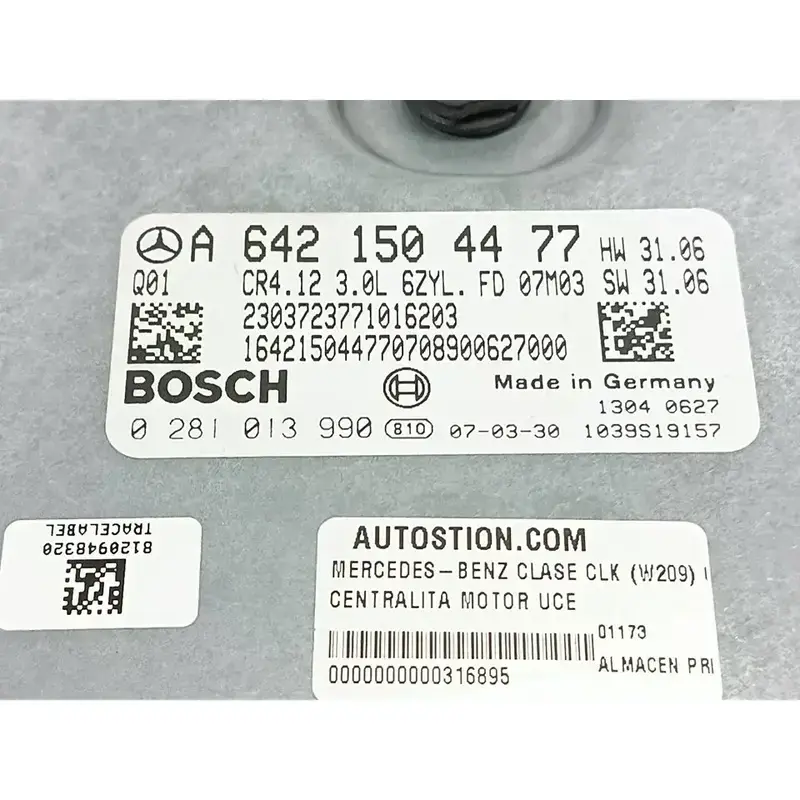 A 642 150 44 77 HW 31.06
Q01 CR4.12 3.0L 6ZYL. FD 07M03 SW 31.06
2303723771016203
164215044770708900627000
BOSCH Made in Germany
1304 0627
0 281 013 990 810 07-03-30 1039S19157
8120948320
TRACELABEL
AUTOSTION.COM
MERCEDES-BENZ CLASE CLK (W209)
CENTRALITA MOTOR UCE
01173
0000000000316895 ALMACEN PRI